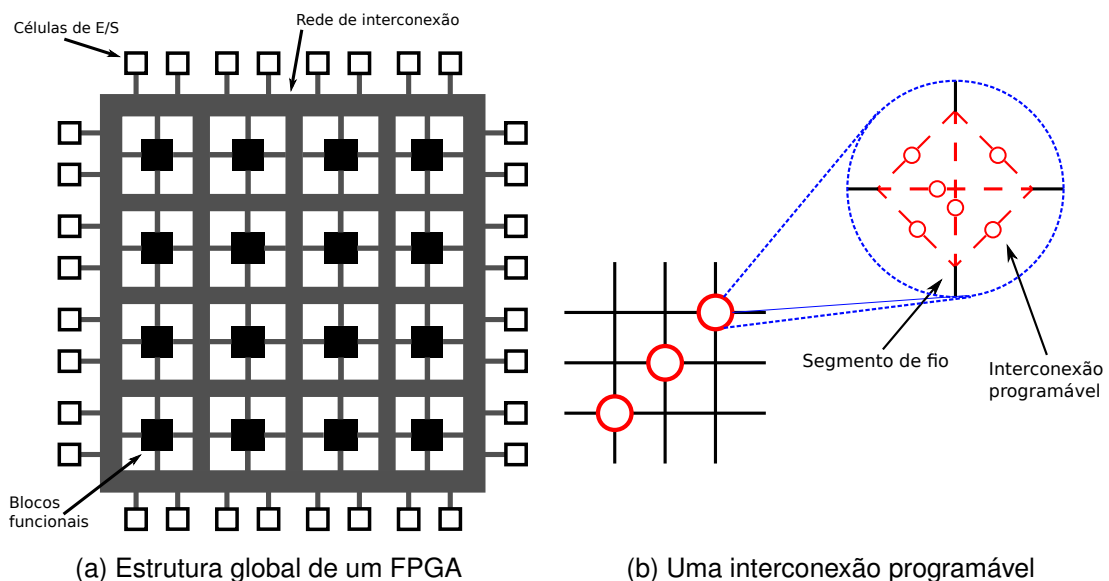 Células de E/S
Rede de interconexão
Blocos
funcionais
(a) Estrutura global de um FPGA
Segmento de fio
Interconexão
programável
(b) Uma interconexão programável